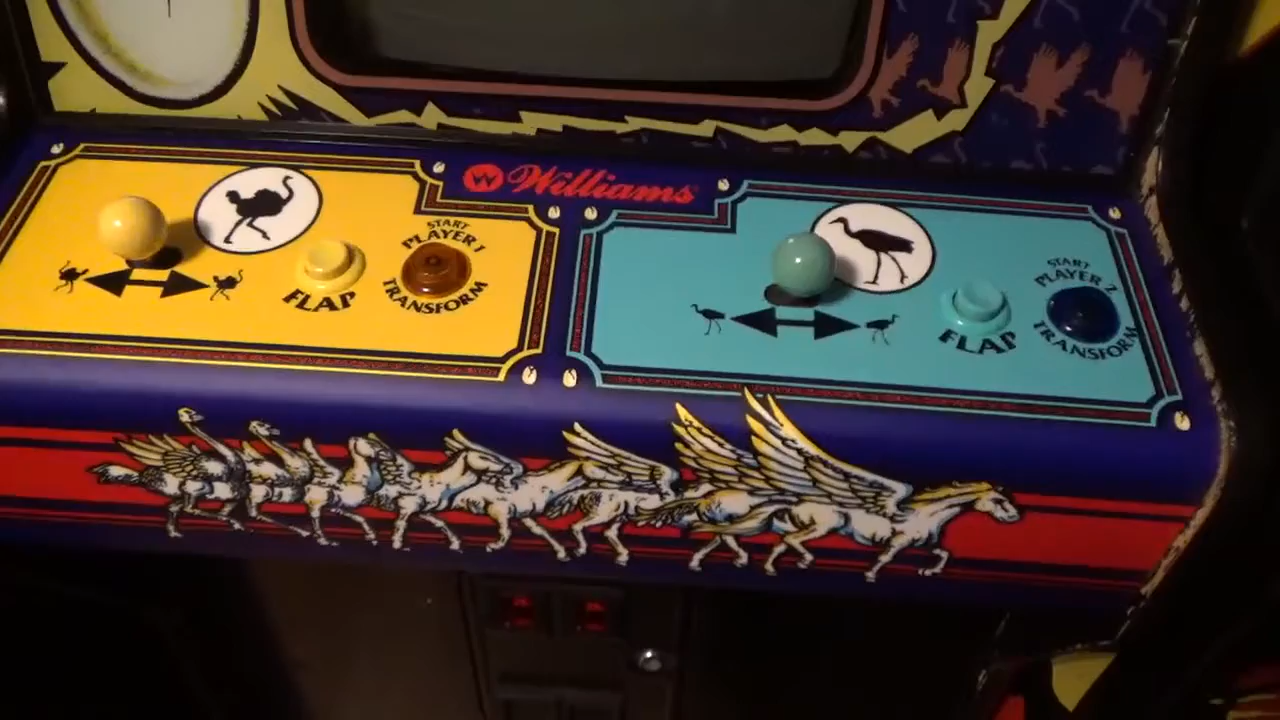 Williams
START
PLAYER 1
TRANSFORM
FLAP
START
PLAYER 2
TRANSFORM
FLAP